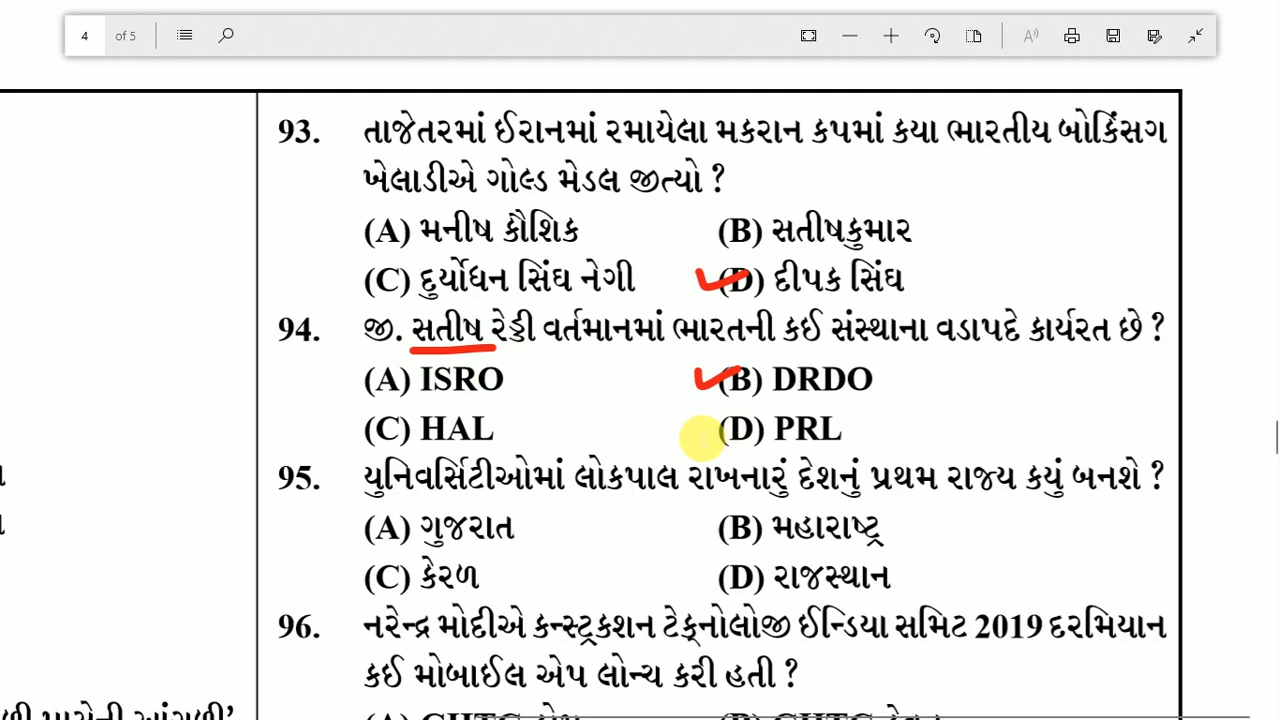 4 of 5
93. તાજેતરમાં ઈરાનમાં રમાયેલા મકરાન કપમાં કયા ભારતીય બોકિંસગ
ખેલાડીએ ગોલ્ડ મેડલ જીત્યો ?
(A) મનીષ કૌશિક (B) સતીષકુમાર
(C) દુર્યોધન સિંઘ નેગી (D) દીપક સિંઘ
94. જી. સતીષ રેડ્ડી વર્તમાનમાં ભારતની કઈ સંસ્થાના વડાપદે કાર્યરત છે ?
(A) ISRO (B) DRDO
(C) HAL (D) PRL
95. યુનિવર્સિટીઓમાં લોકપાલ રાખનારું દેશનું પ્રથમ રાજ્ય કયું બનશે ?
(A) ગુજરાત (B) મહારાષ્ટ્ર
(C) કેરળ (D) રાજસ્થાન
96. નરેન્દ્ર મોદીએ કન્સ્ટ્રક્શન ટેક્નોલોજી ઈન્ડિયા સમિટ 2019 દરમિયાન
કઈ મોબાઈલ એપ લોન્ચ કરી હતી ?